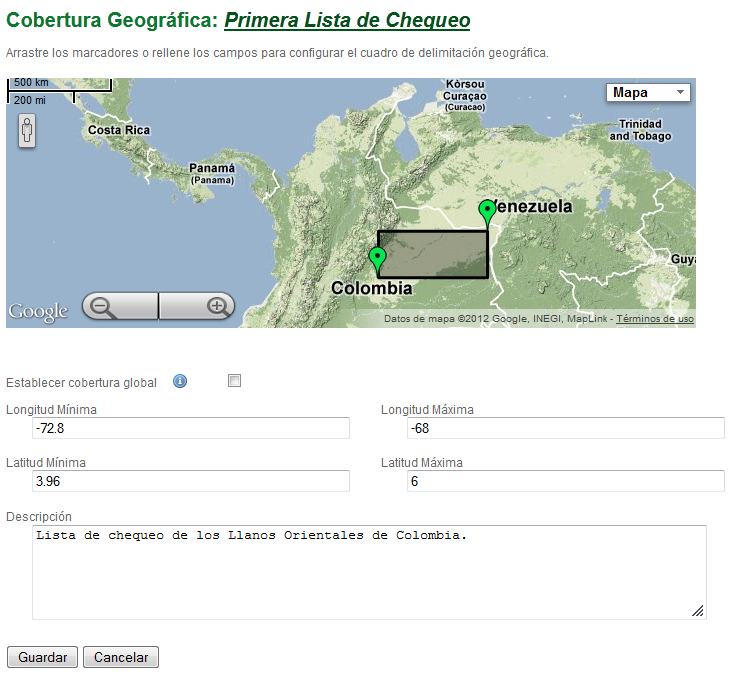 Cobertura Geográfica: Primera Lista de Chequeo
Arrastre los marcadores o rellene los campos para configurar el cuadro de delimitación geográfica.
500 km
200 mi
Mapa
Kòrsou
Curaçao
(Curacao)
Costa Rica
Trinidad
and Tobago
Panamá
(Panama)
Venezuela
Guya
Colombia
Google
Datos de mapa ©2012 Google, INEGI, MapLink - Términos de uso
Establecer cobertura global
Longitud Mínima
Longitud Máxima
-72.8
-68
Latitud Mínima
Latitud Máxima
3.96
6
Descripción
Lista de chequeo de los Llanos Orientales de Colombia.
Guardar
Cancelar